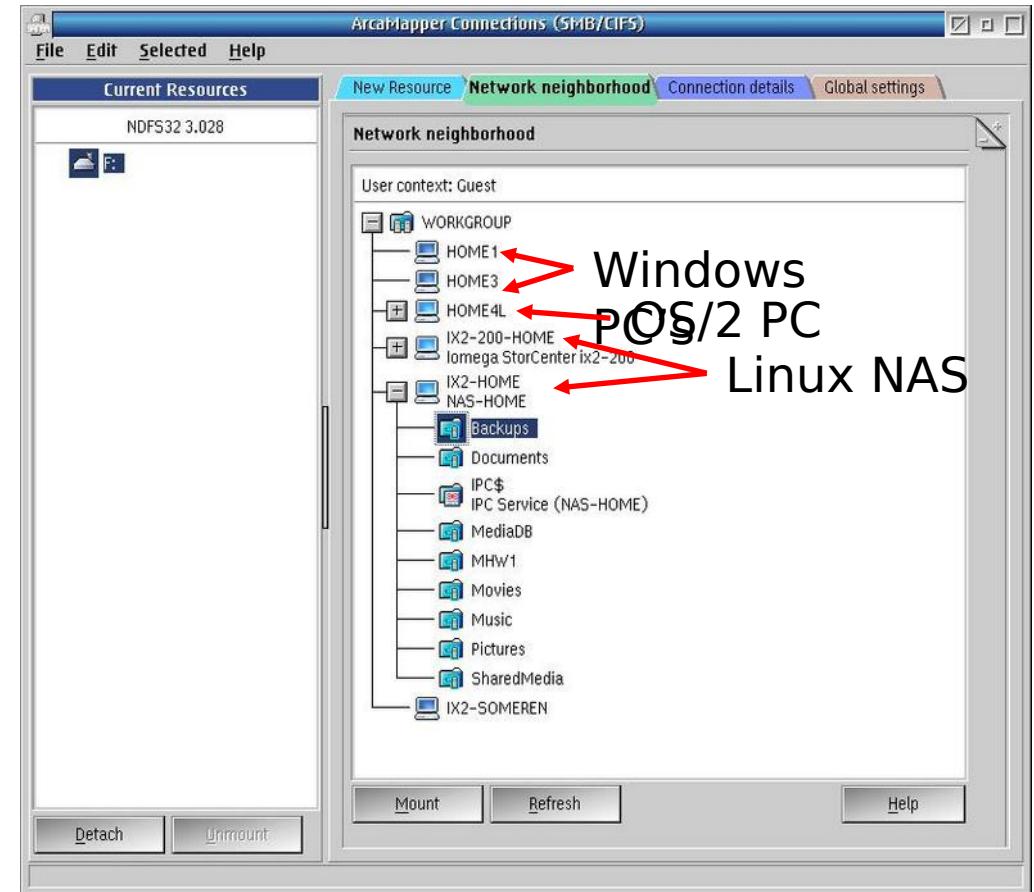 ArcaMapper Connections (SMB/CIFS)
File Edit Selected Help
Current Resources
NDFS32 3.028
F:
Detach
Unmount
New Resource
Network neighborhood
Connection details
Global settings
Network neighborhood
User context: Guest
WORKGROUP
HOME1
HOME3
HOME4L
IX2-200-HOME
Iomega StorCenter ix2-200
IX2-HOME
NAS-HOME
Backups
Documents
IPC$
IPC Service (NAS-HOME)
MediaDB
MHW1
Movies
Music
Pictures
SharedMedia
IX2-SOMEREN
Windows
PC's
OS/2 PC
Linux NAS
Mount
Refresh
Help